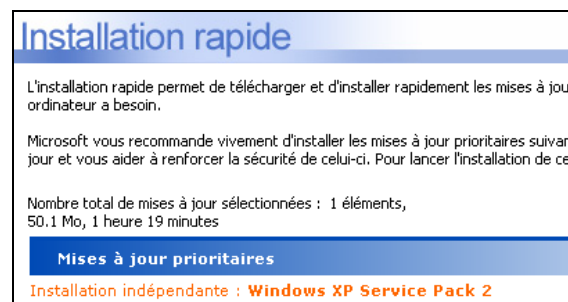 Installation rapide
L'installation rapide permet de télécharger et d'installer rapidement les mises à jou
ordinateur a besoin.
Microsoft vous recommande vivement d'installer les mises à jour prioritaires suivan
jour et vous aider à renforcer la sécurité de celui-ci. Pour lancer l'installation de ce
Nombre total de mises à jour sélectionnées : 1 éléments,
50.1 Mo, 1 heure 19 minutes
Mises à jour prioritaires
Installation indépendante : Windows XP Service Pack 2